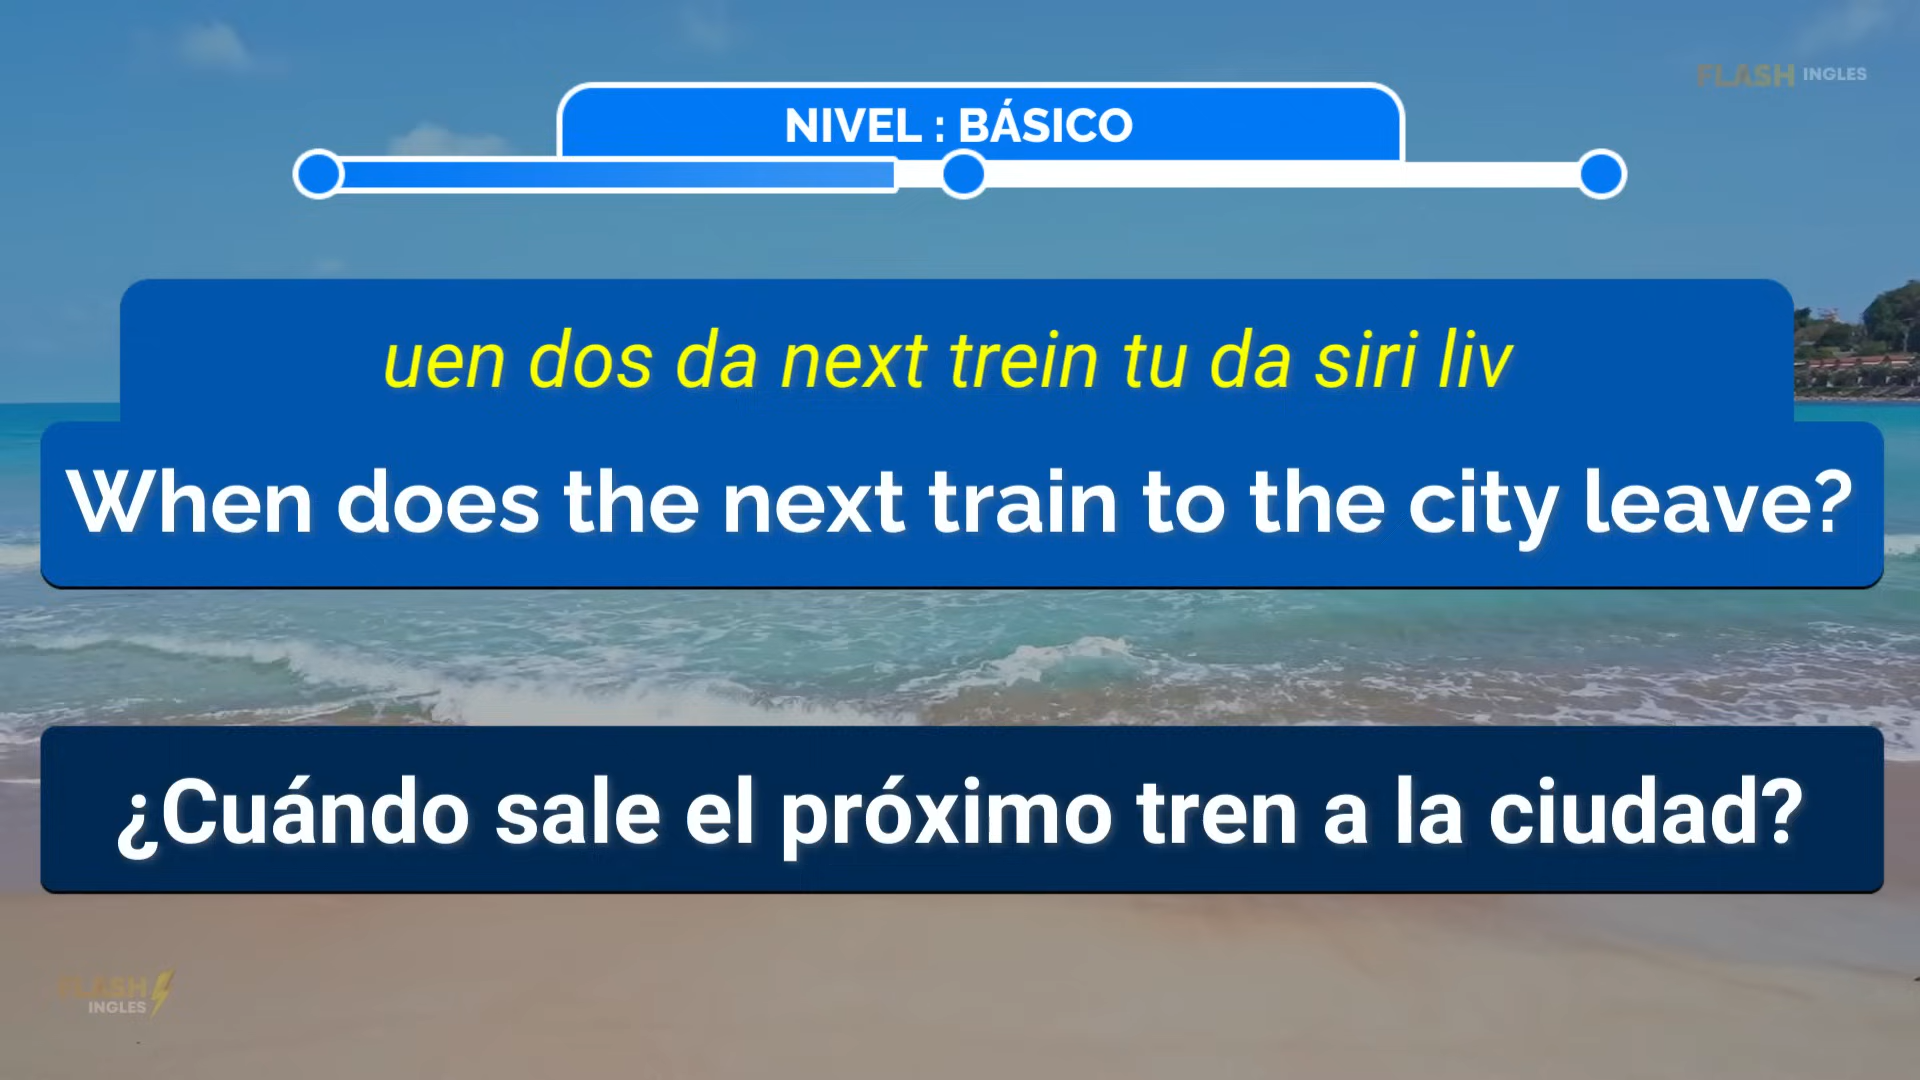 FLASH INGLES
NIVEL : BÁSICO
uen dos da next trein tu da siri liv
When does the next train to the city leave?
¿Cuándo sale el próximo tren a la ciudad?
FLASH
INGLES